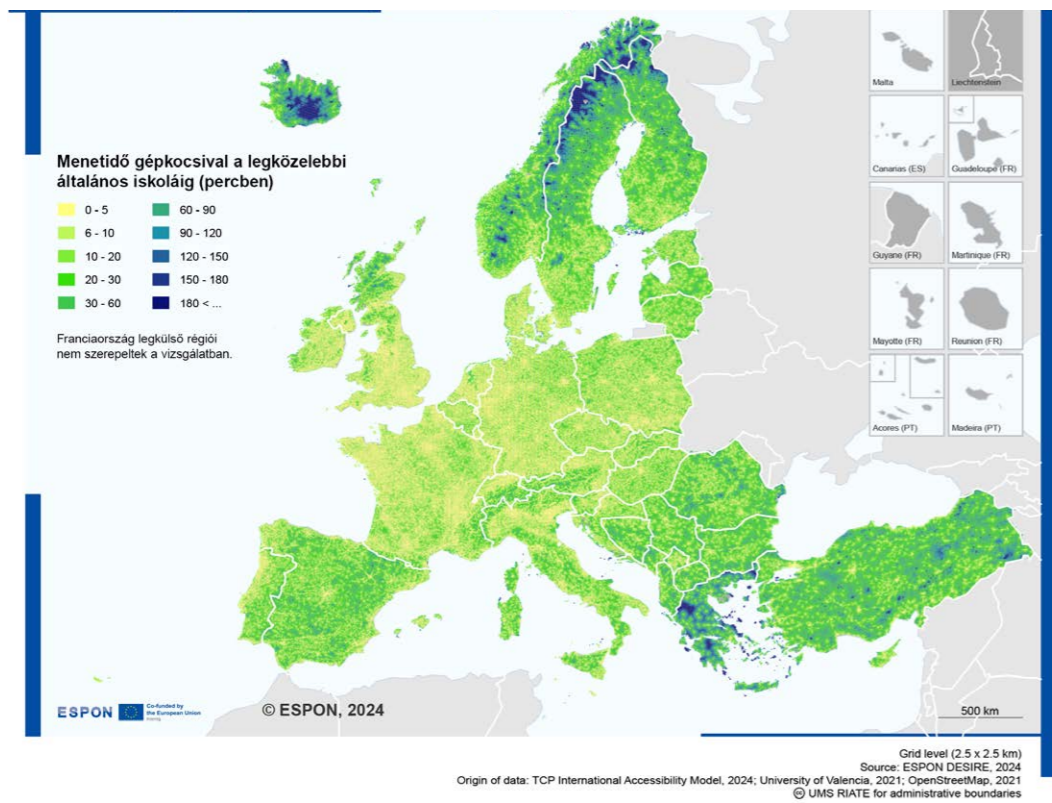 Malta
Liechtenstein
Canarias (ES)
Guadeloupe (FR)
Guyane (FR)
Martinique (FR)
Mayotte (FR)
Reunion (FR)
Acores (PT)
Madeira (PT)
Menetidő gépkocsival a legközelebbi
általános iskoláig (percben)
0 - 5
6 - 10
10 - 20
20 - 30
30 - 60
60 - 90
90 - 120
120 - 150
150 - 180
180 < ...
Franciaország legkülső régiói
nem szerepeltek a vizsgálatban.
ESPON
Co-funded by
the European Union
© ESPON, 2024
500 km
Grid level (2.5 x 2.5 km)
Source: ESPON DESIRE, 2024
Origin of data: TCP International Accessibility Model, 2024; University of Valencia, 2021; OpenStreetMap, 2021
UMS RIATE for administrative boundaries